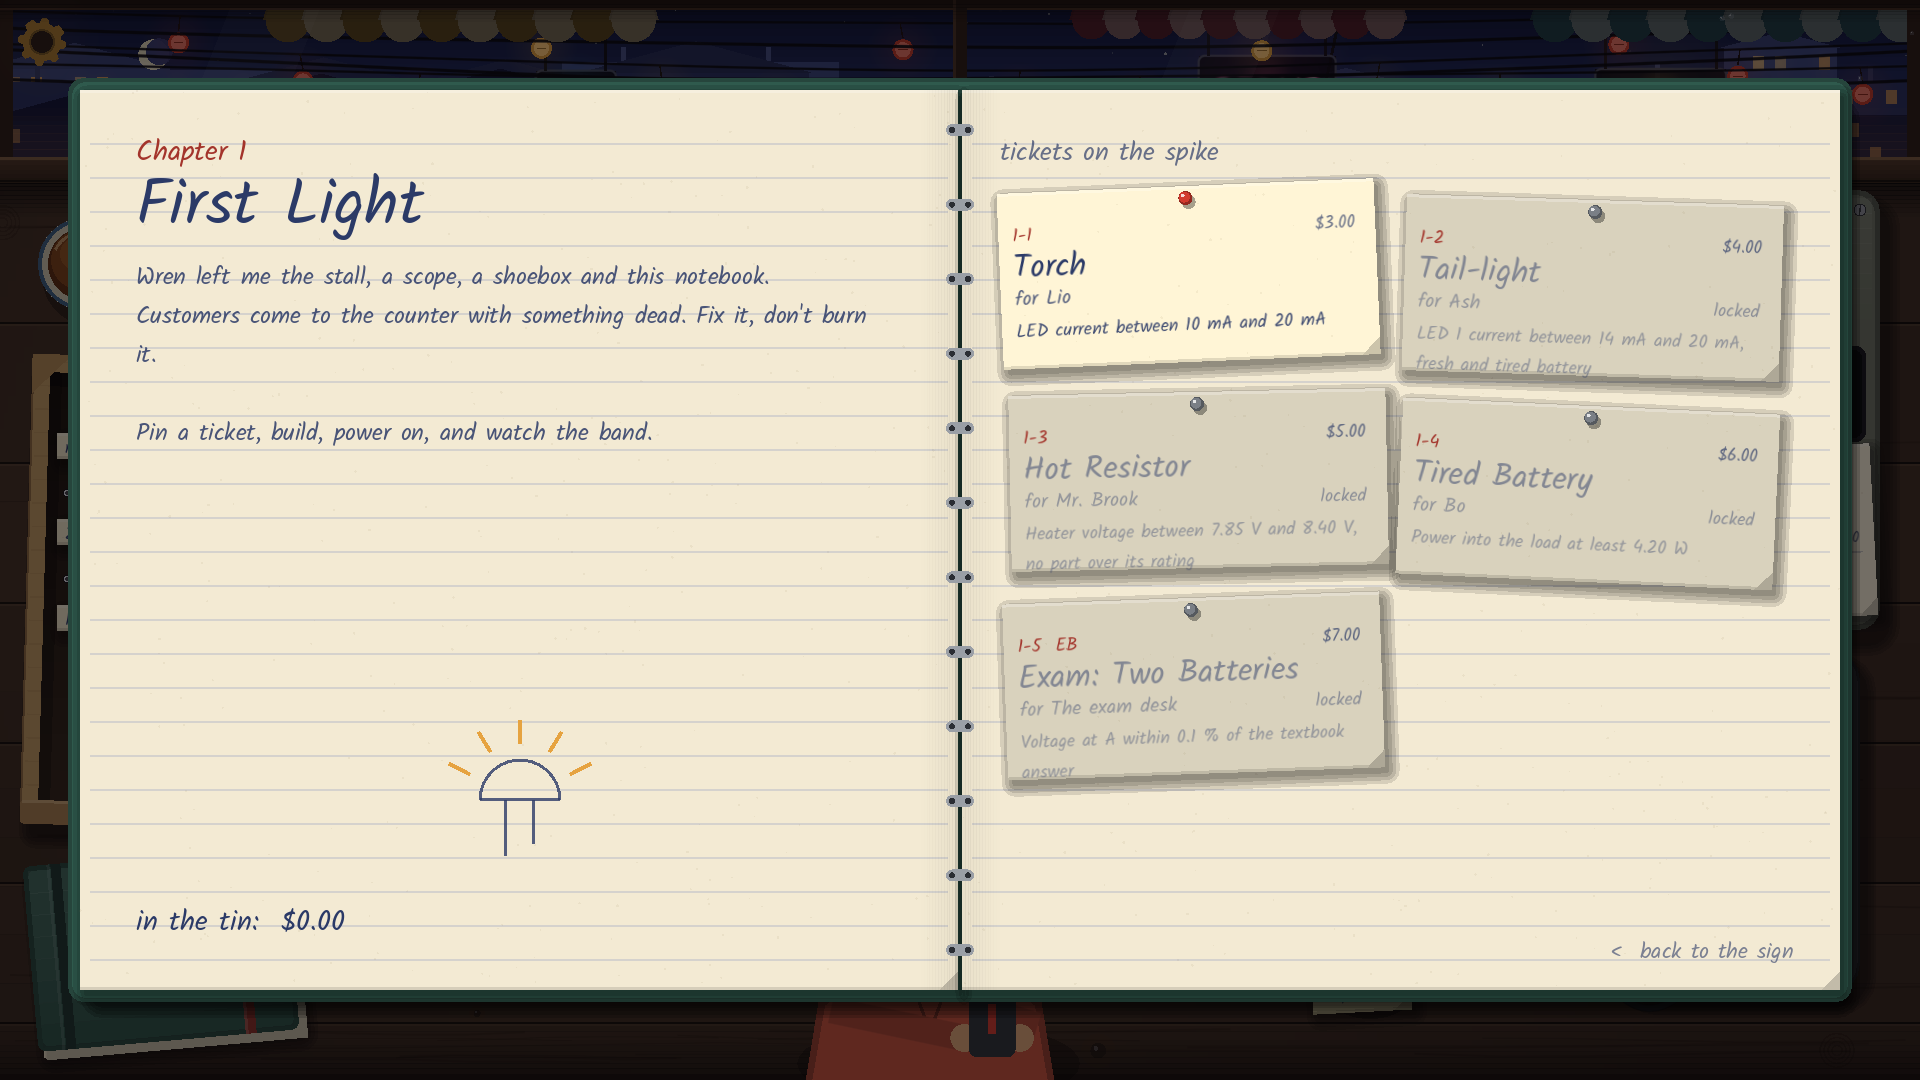 Chapter 1
First Light
Wren left me the stall, a scope, a shoebox and this notebook.
Customers come to the counter with something dead. Fix it, don't burn
it.
Pin a ticket, build, power on, and watch the band.
in the tin: $0.00
tickets on the spike
1-1
$3.00
Torch
for Lio
LED current between 10 mA and 20 mA
1-2
$4.00
Tail-light
for Ash
locked
LED 1 current between 14 mA and 20 mA,
fresh and tired battery
1-3
$5.00
Hot Resistor
for Mr. Brook
locked
Heater voltage between 7.85 V and 8.40 V,
no part over its rating
1-4
$6.00
Tired Battery
for Bo
locked
Power into the load at least 4.20 W
1-5 EB
$7.00
Exam: Two Batteries
for The exam desk
locked
Voltage at A within 0.1 % of the textbook
answer
< back to the sign